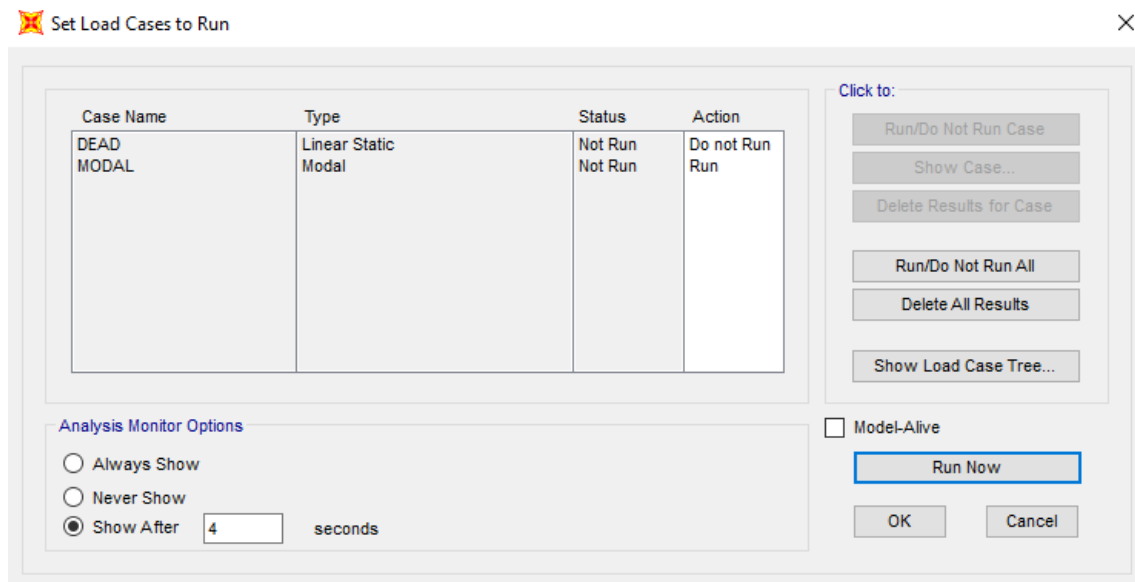 Set Load Cases to Run
Click to:
Case Name Type Status Action
DEAD Linear Static Not Run Do not Run
MODAL Modal Not Run Run
Run/Do Not Run Case
Show Case...
Delete Results for Case
Run/Do Not Run All
Delete All Results
Show Load Case Tree...
Analysis Monitor Options
Always Show
Never Show
Show After 4 seconds
Model-Alive
Run Now
OK Cancel